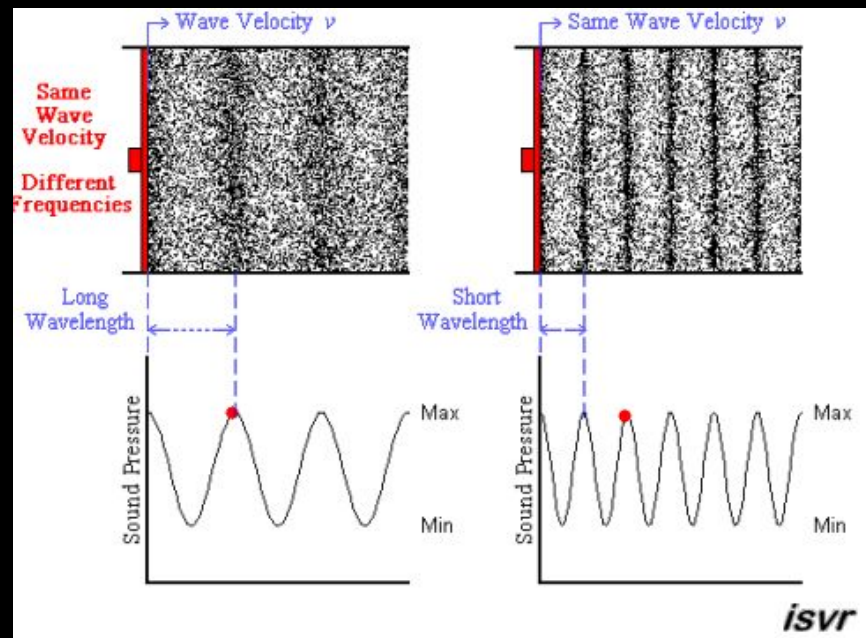 Wave Velocity ν
Same Wave Velocity ν
Same
Wave
Velocity
Different
Frequencies
Long
Wavelength
Short
Wavelength
Sound Pressure
Max
Min
Sound Pressure
Max
Min
isvr